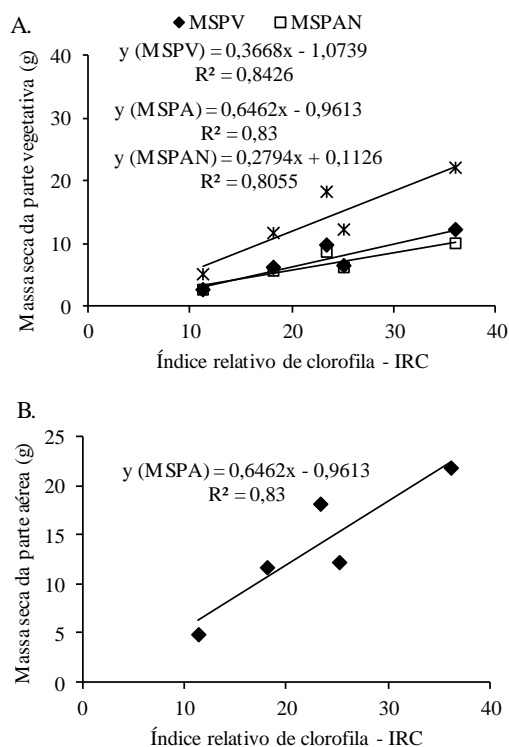 A.
MSPV MSPAN
y (MSPV) = 0,3668x - 1,0739
R² = 0,8426
y (MSPA) = 0,6462x - 0,9613
R² = 0,83
y (MSPAN) = 0,2794x + 0,1126
R² = 0,8055
Massa seca da parte vegetativa (g)
40
30
20
10
0
0 10 20 30 40
Índice relativo de clorofila - IRC
B.
y (MSPA) = 0,6462x - 0,9613
R² = 0,83
Massa seca da parte aérea (g)
25
20
15
10
5
0
0 10 20 30 40
Índice relativo de clorofila - IRC